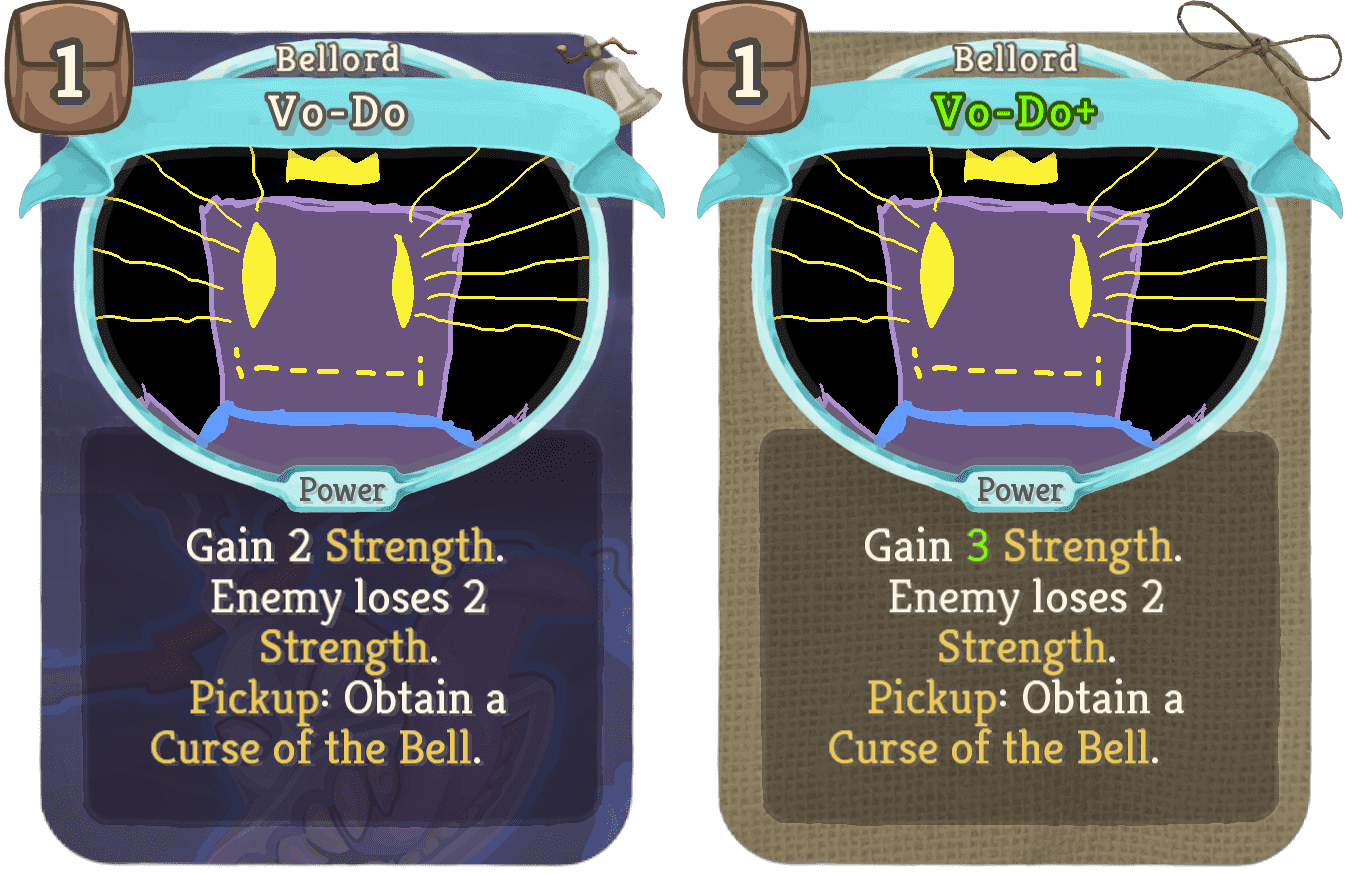 1
Bellord
Vo-Do
Power
Gain 2 Strength.
Enemy loses 2
Strength.
Pickup: Obtain a
Curse of the Bell.
1
Bellord
Vo-Do+
Power
Gain 3 Strength.
Enemy loses 2
Strength.
Pickup: Obtain a
Curse of the Bell.